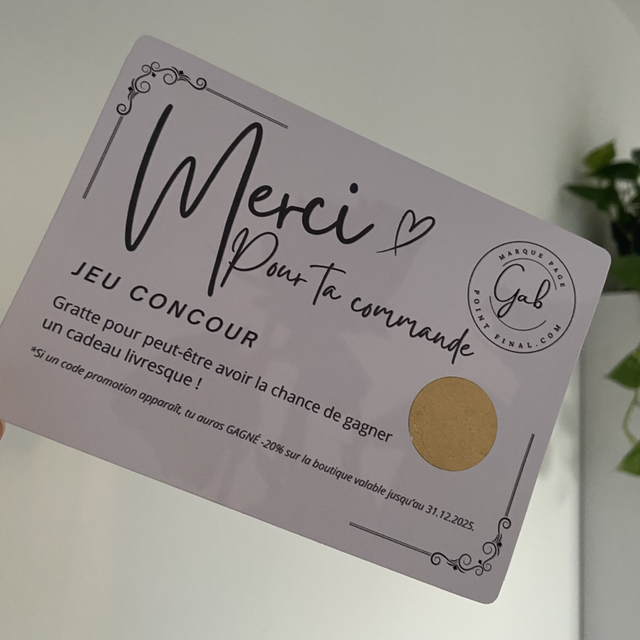 Merci
Pour ta commande
MARQUE PAGE
Gab
POINT FINAL.COM
JEU CONCOUR
Gratte pour peut-être avoir la chance de gagner
un cadeau livresque !
*Si un code promotion apparaît, tu auras GAGNÉ -20% sur la boutique valable jusqu'au 31.12.2025.